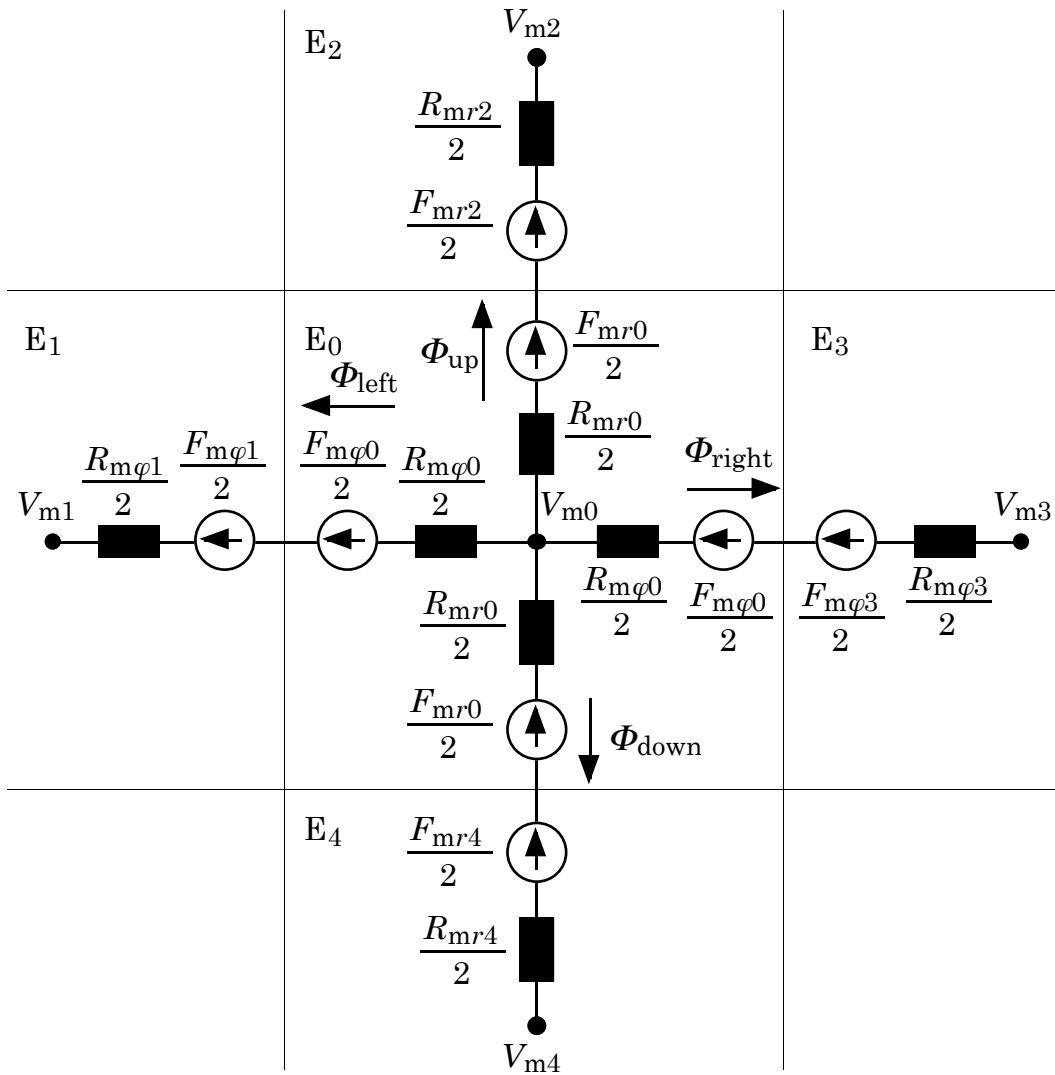 V_m2
E_2
R_mr2/2
F_mr2/2
E_1
E_0
Φ_up
F_mr0/2
E_3
Φ_left
R_mr0/2
Φ_right
R_mφ1/2
F_mφ1/2
F_mφ0/2
R_mφ0/2
V_m1
V_m0
V_m3
R_mφ0/2
F_mφ0/2
F_mφ3/2
R_mφ3/2
R_mr0/2
F_mr0/2
Φ_down
E_4
F_mr4/2
R_mr4/2
V_m4